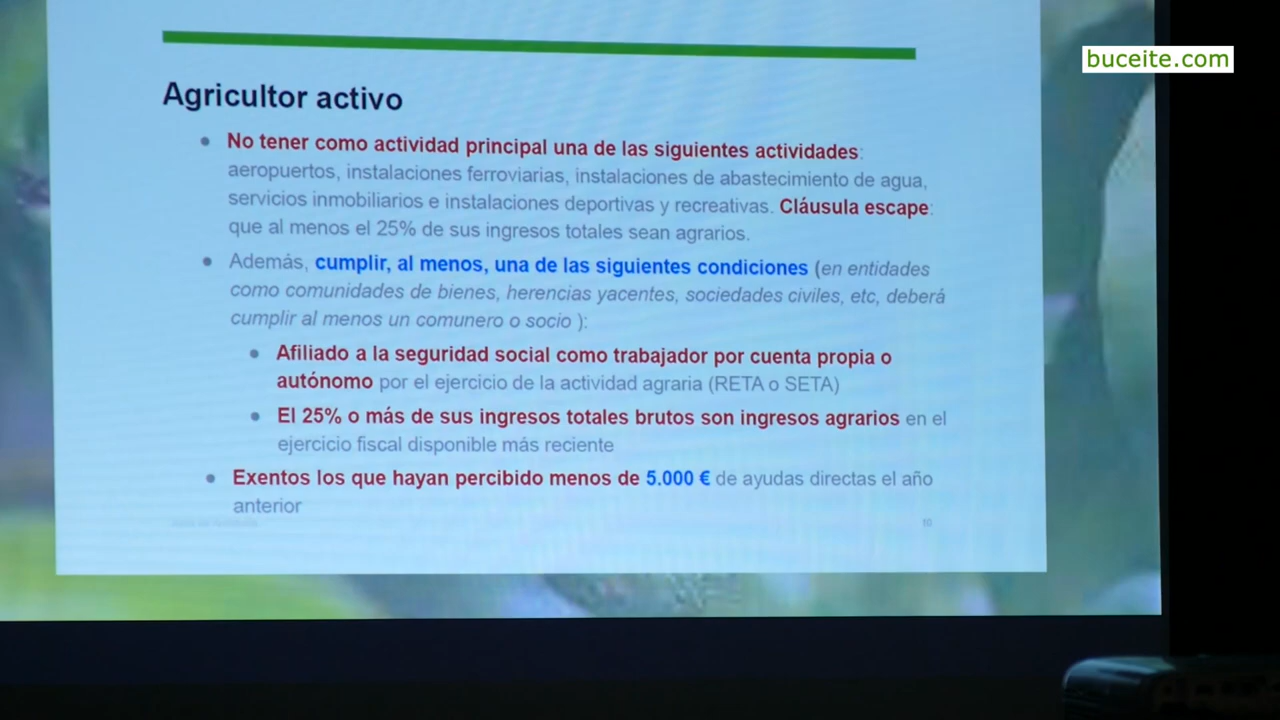 buceite.com
Agricultor activo
• No tener como actividad principal una de las siguientes actividades:
aeropuertos, instalaciones ferroviarias, instalaciones de abastecimiento de agua,
servicios inmobiliarios e instalaciones deportivas y recreativas. Cláusula escape:
que al menos el 25% de sus ingresos totales sean agrarios.
• Además, cumplir, al menos, una de las siguientes condiciones (en entidades
como comunidades de bienes, herencias yacentes, sociedades civiles, etc, deberá
cumplir al menos un comunero o socio ):
• Afiliado a la seguridad social como trabajador por cuenta propia o
autónomo por el ejercicio de la actividad agraria (RETA o SETA)
• El 25% o más de sus ingresos totales brutos son ingresos agrarios en el
ejercicio fiscal disponible más reciente
• Exentos los que hayan percibido menos de 5.000 € de ayudas directas el año
anterior
10